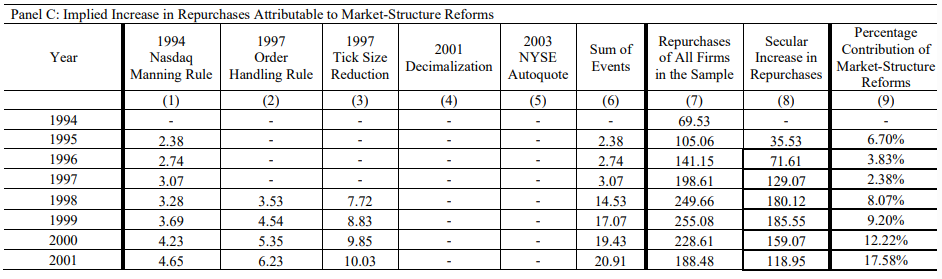 Panel C: Implied Increase in Repurchases Attributable to Market-Structure Reforms
Year | 1994 Nasdaq Manning Rule | 1997 Order Handling Rule | 1997 Tick Size Reduction | 2001 Decimalization | 2003 NYSE Autoquote | Sum of Events | Repurchases of All Firms in the Sample | Secular Increase in Repurchases | Percentage Contribution of Market-Structure Reforms
(1) (2) (3) (4) (5) (6) (7) (8) (9)
1994 - - - - - - 69.53 - -
1995 2.38 - - - - 2.38 105.06 35.53 6.70%
1996 2.74 - - - - 2.74 141.15 71.61 3.83%
1997 3.07 - - - - 3.07 198.61 129.07 2.38%
1998 3.28 3.53 7.72 - - 14.53 249.66 180.12 8.07%
1999 3.69 4.54 8.83 - - 17.07 255.08 185.55 9.20%
2000 4.23 5.35 9.85 - - 19.43 228.61 159.07 12.22%
2001 4.65 6.23 10.03 - - 20.91 188.48 118.95 17.58%